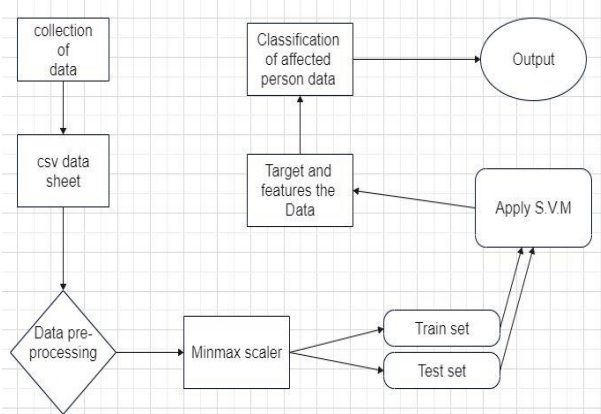 collection
of
data
csv data
sheet
Data pre-
processing
Minmax scaler
Train set
Test set
Apply S.V.M
Target and
features the
Data
Classification
of affected
person data
Output